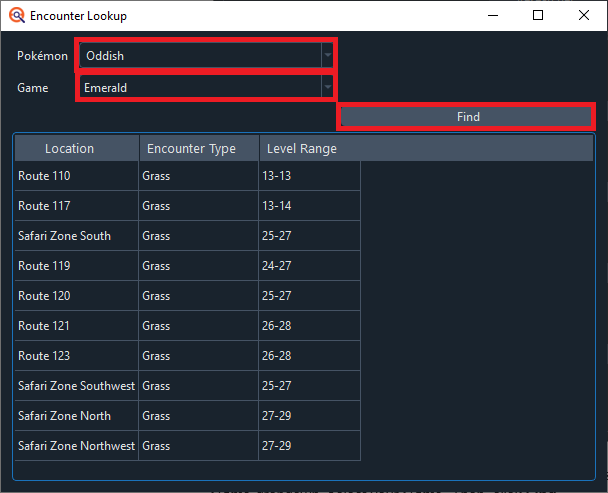 Encounter Lookup
Pokémon Oddish
Game Emerald
Find
Location Encounter Type Level Range
Route 110 Grass 13-13
Route 117 Grass 13-14
Safari Zone South Grass 25-27
Route 119 Grass 24-27
Route 120 Grass 25-27
Route 121 Grass 26-28
Route 123 Grass 26-28
Safari Zone Southwest Grass 25-27
Safari Zone North Grass 27-29
Safari Zone Northwest Grass 27-29